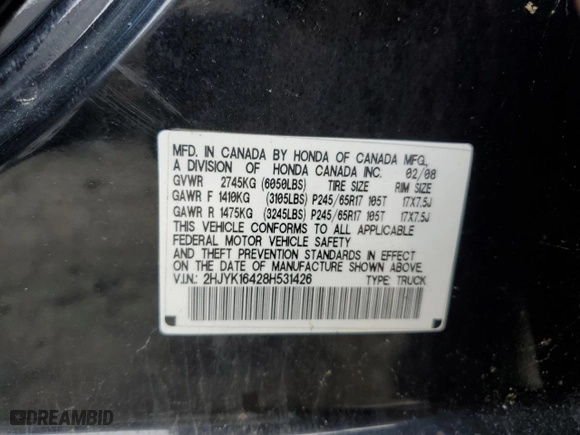 MFD. IN CANADA BY HONDA OF CANADA MFG.,
A DIVISION OF HONDA CANADA INC. 02/08
GVWR 2745KG (6050LBS) TIRE SIZE RIM SIZE
GAWR F 1410KG (3105LBS) P245/65R17 105T 17X7.5J
GAWR R 1475KG (3245LBS) P245/65R17 105T 17X7.5J
THIS VEHICLE CONFORMS TO ALL APPLICABLE
FEDERAL MOTOR VEHICLE SAFETY
AND THEFT PREVENTION STANDARDS IN EFFECT
ON THE DATE OF MANUFACTURE SHOWN ABOVE.
V.I.N.: 2HJYK16428H531426 TYPE: TRUCK
DREAMBID